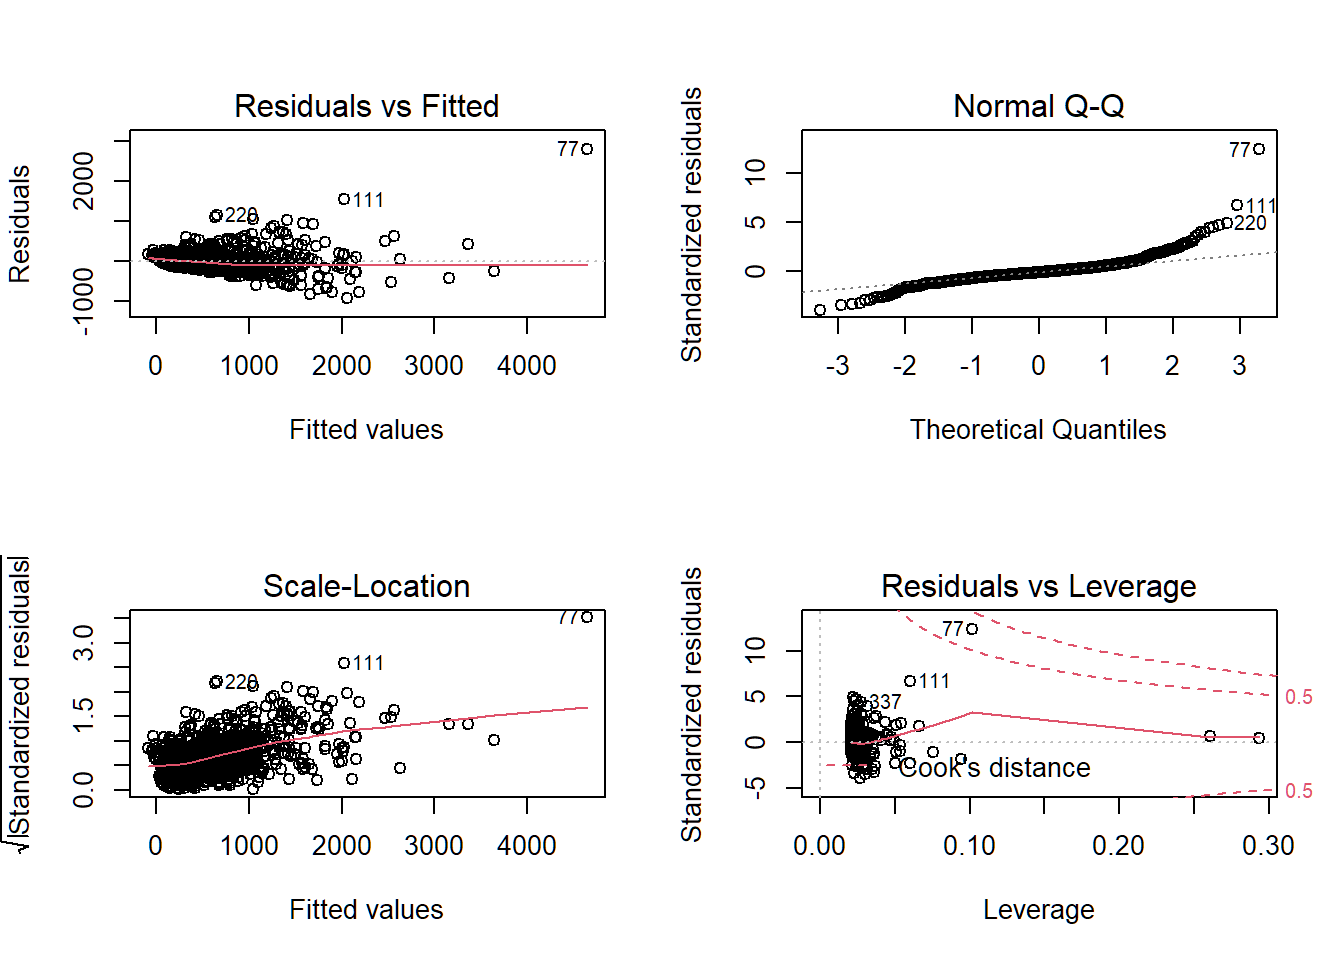 Residuals vs Fitted
Residuals
2000
-1000
77
111
220
0 1000 2000 3000 4000
Fitted values
Normal Q-Q
Standardized residuals
10
5
0
77
111
220
-3 -2 -1 0 1 2 3
Theoretical Quantiles
Scale-Location
√|Standardized residuals|
3.0
1.5
0.0
77
111
220
0 1000 2000 3000 4000
Fitted values
Residuals vs Leverage
Standardized residuals
10
5
0
-5
77
111
337
Cook's distance
0.5
0.5
0.00 0.10 0.20 0.30
Leverage